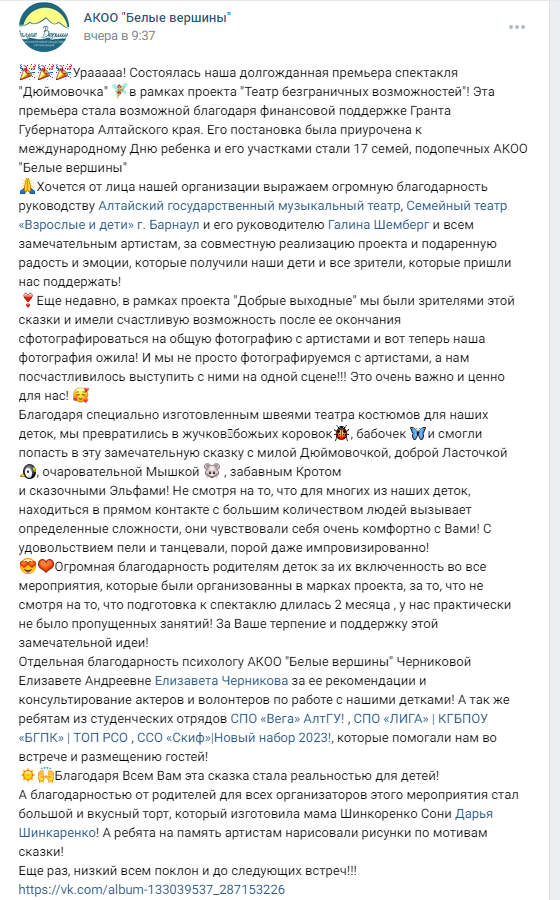 АКОО "Белые вершины"
вчера в 9:37
Белые Вершины
🎉🎉🎉Урааааа! Состоялась наша долгожданная премьера спектакля
"Дюймовочка" 🧚 в рамках проекта "Театр безграничных возможностей"! Эта
премьера стала возможной благодаря финансовой поддержке Гранта
Губернатора Алтайского края. Его постановка была приурочена к
международному Дню ребенка и его участками стали 17 семей, подопечных АКОО
"Белые вершины"
🙏Хочется от лица нашей организации выражаем огромную благодарность
руководству Алтайский государственный музыкальный театр, Семейный театр
«Взрослые и дети» г. Барнаул и его руководителю Галина Шемберг и всем
замечательным артистам, за совместную реализацию проекта и подаренную
радость и эмоции, которые получили наши дети и все зрители, которые пришли
нас поддержать!
❣Еще недавно, в рамках проекта "Добрые выходные" мы были зрителями этой
сказки и имели счастливую возможность после ее окончания
сфотографироваться на общую фотографию с артистами и вот теперь наша
фотография ожила! И мы не просто фотографируемся с артистами, а нам
посчастливилось выступить с ними на одной сцене!!! Это очень важно и ценно
для нас! 🥰
Благодаря специально изготовленным швеями театра костюмов для наших
деток, мы превратились в жучков божьих коровок🐞, бабочек 🦋и смогли
попасть в эту замечательную сказку с милой Дюймовочкой, доброй Ласточкой
🐧, очаровательной Мышкой 🐭 , забавным Кротом
и сказочными Эльфами! Не смотря на то, что для многих из наших деток,
находиться в прямом контакте с большим количеством людей вызывает
определенные сложности, они чувствовали себя очень комфортно с Вами! С
удовольствием пели и танцевали, порой даже импровизированно!
😍❤Огромная благодарность родителям деток за их включенность во все
мероприятия, которые были организованны в марках проекта, за то, что не
смотря на то, что подготовка к спектаклю длилась 2 месяца , у нас практически
не было пропущенных занятий! За Ваше терпение и поддержку этой
замечательной идеи!
Отдельная благодарность психологу АКОО "Белые вершины" Черниковой
Елизавете Андреевне Елизавета Черникова за ее рекомендации и
консультирование актеров и волонтеров по работе с нашими детками! А так же
ребятам из студенческих отрядов СПО «Вега» АлтГУ! , СПО «ЛИГА» | КГБПОУ
«БГПК» | ТОП РСО , ССО «Скиф»|Новый набор 2023!, которые помогали нам во
встрече и размещению гостей!
☀🙌Благодаря Всем Вам эта сказка стала реальностью для детей!
А благодарностью от родителей для всех организаторов этого мероприятия стал
большой и вкусный торт, который изготовила мама Шинкоренко Сони Дарья
Шинкаренко! А ребята на память артистам нарисовали рисунки по мотивам
сказки!
Еще раз, низкий всем поклон и до следующих встреч!!!
https://vk.com/album-133039537_287153226